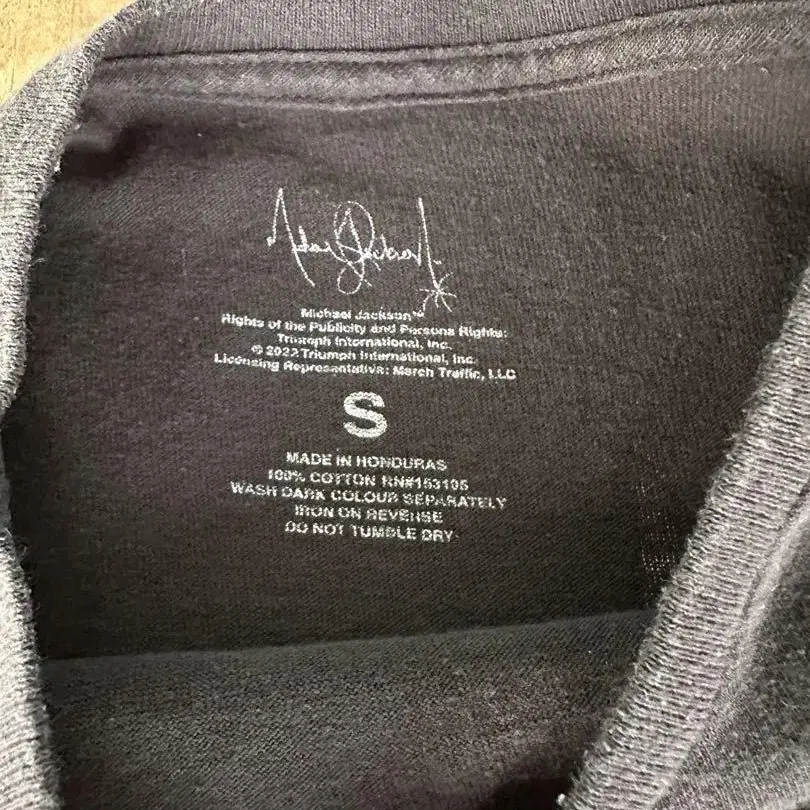 Michael Jackson
Michael Jackson™
Rights of the Publicity and Persona Rights:
Triumph International, Inc.
© 2022 Triumph International, Inc.
Licensing Representative: Merch Traffic, LLC
S
MADE IN HONDURAS
100% COTTON RN#153105
WASH DARK COLOUR SEPARATELY
IRON ON REVERSE
DO NOT TUMBLE DRY